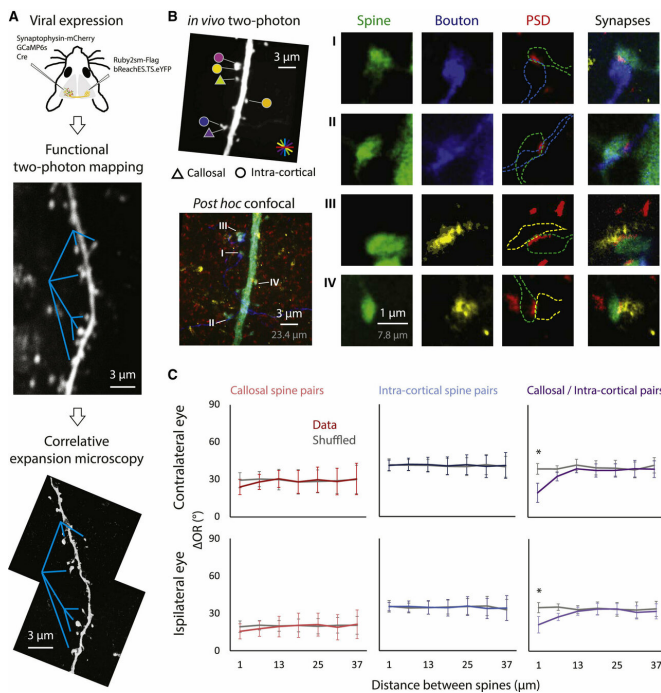 A
Viral expression
Synaptophysin-mCherry
GCaMP6s
Cre
Ruby2sm-Flag
bReachES.TS.eYFP
Functional
two-photon mapping
3 µm
Correlative
expansion microscopy
3 µm
B
in vivo two-photon
3 µm
Callosal
Intra-cortical
Post hoc confocal
III
I
IV
II
3 µm
23.4 µm
Spine
Bouton
PSD
Synapses
I
II
III
IV
1 µm
7.8 µm
C
Callosal spine pairs
Intra-cortical spine pairs
Callosal / Intra-cortical pairs
Contralateral eye
90
60
30
0
Data
Shuffled
*
ΔOR (°)
Ispilateral eye
90
60
30
0
*
1 13 25 37
1 13 25 37
1 13 25 37
Distance between spines (µm)